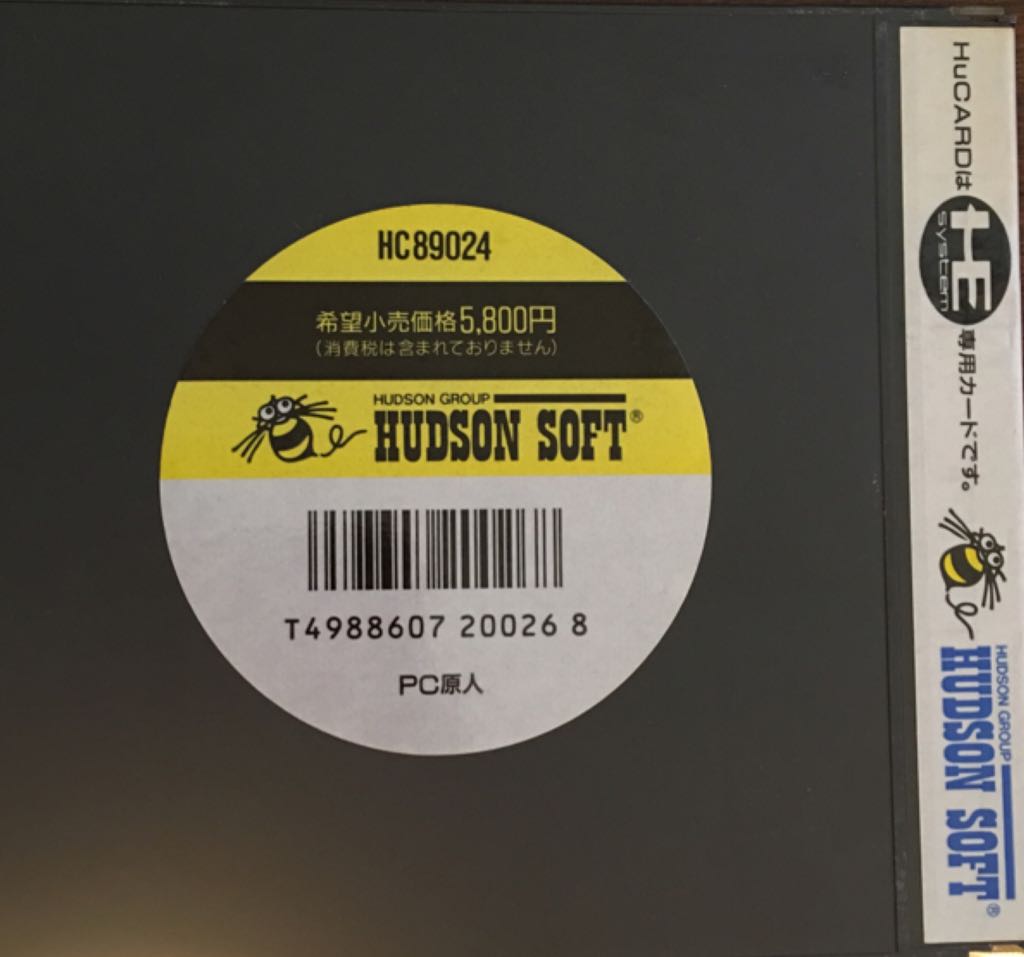 HC89024
希望小売価格5,800円
(消費税は含まれておりません)
HUDSON GROUP
HUDSON SOFT®
T4988607 20026 8
PC原人
HuCARDは HE system 専用カードです。
HUDSON GROUP
HUDSON SOFT®